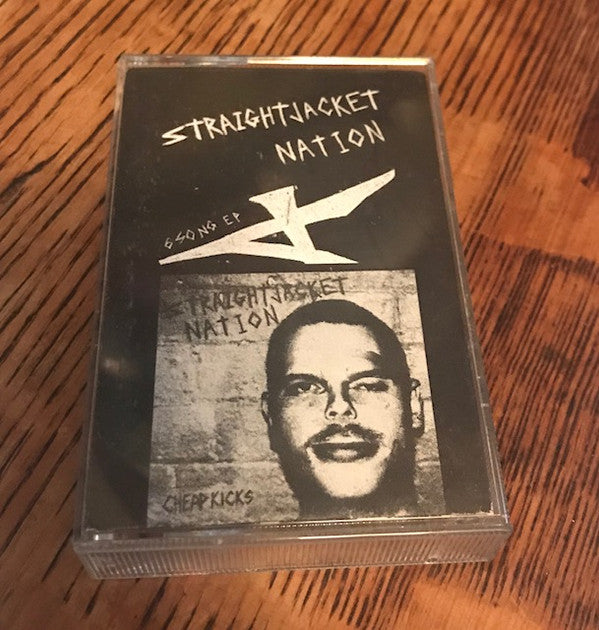 STRAIGHTJACKET
NATION
6 SONG EP
STRAIGHTJACKET
NATION
CHEAP KICKS